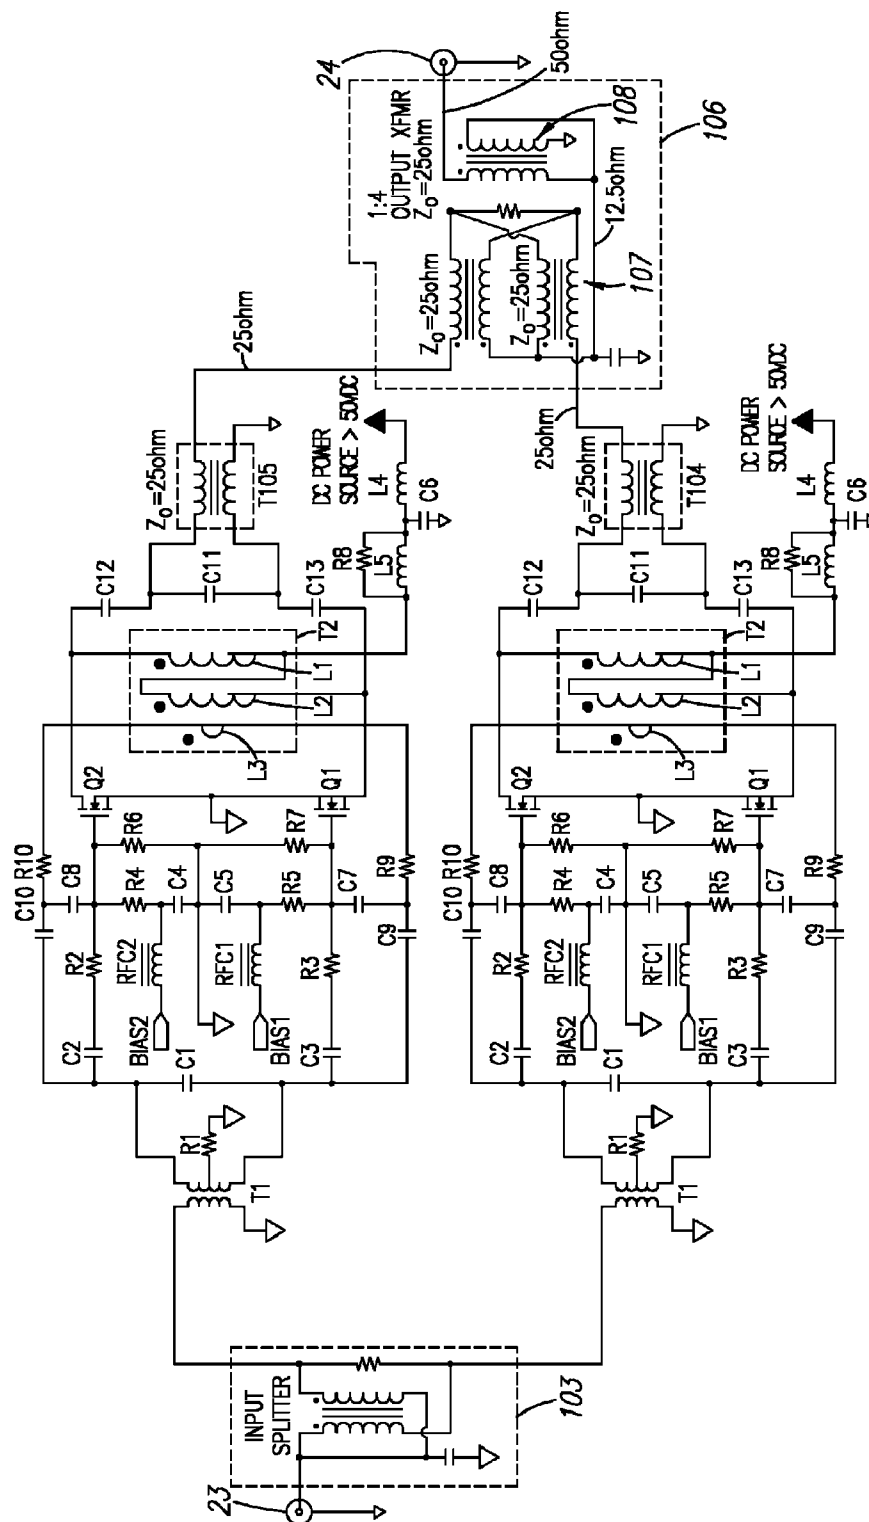 24
50ohm
1:4
OUTPUT XFMR
Z0=25ohm
108
106
12.5ohm
Z0=25ohm
Z0=25ohm
107
25ohm
25ohm
Z0=25ohm
T105
DC POWER
SOURCE > 50VDC
L4
C6
R8
L5
C12
C11
C13
T2
L1
L2
L3
Q2
Q1
R6
R7
C10
R10
C8
R4
C4
C5
R5
C7
R9
C9
R2
RFC2
RFC1
R3
C2
BIAS2
BIAS1
C3
C1
R1
T1
Z0=25ohm
T104
DC POWER
SOURCE > 50VDC
L4
C6
R8
L5
C12
C11
C13
T2
L1
L2
L3
Q2
Q1
R6
R7
C10
R10
C8
R4
C4
C5
R5
C7
R9
C9
R2
RFC2
RFC1
R3
C2
BIAS2
BIAS1
C3
C1
R1
T1
INPUT
SPLITTER
103
23